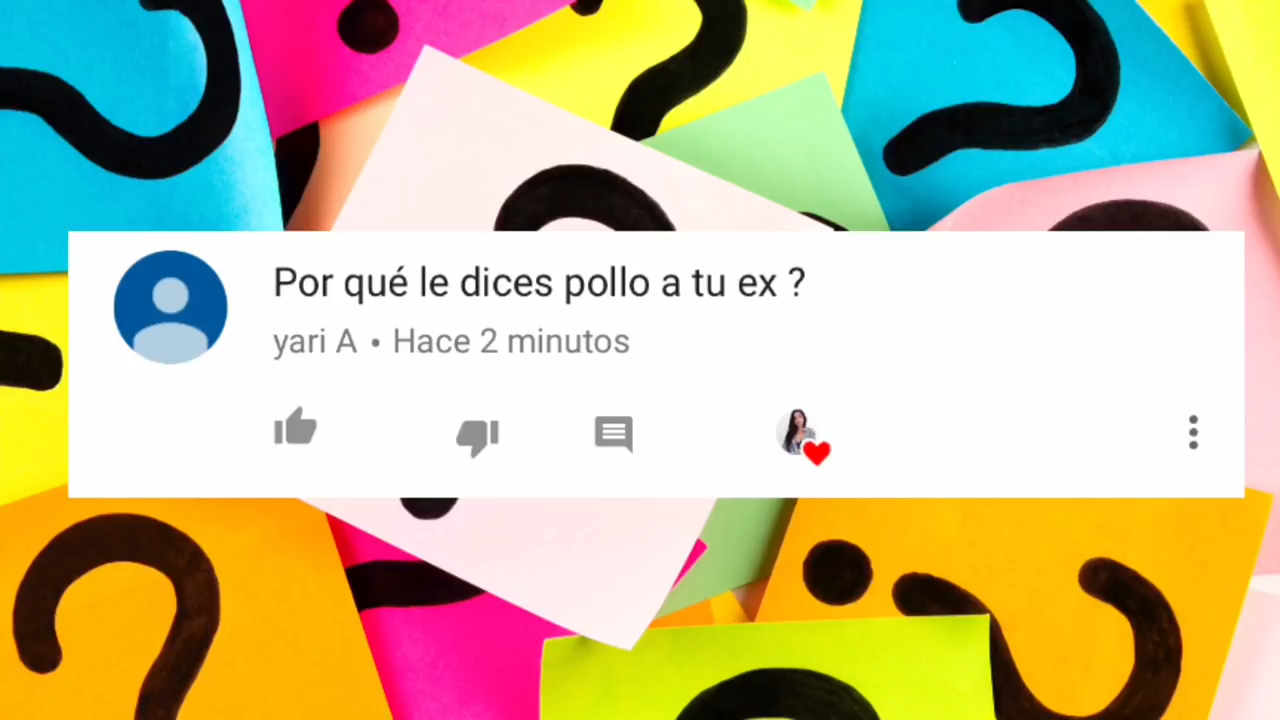 Por qué le dices pollo a tu ex ?
yari A • Hace 2 minutos